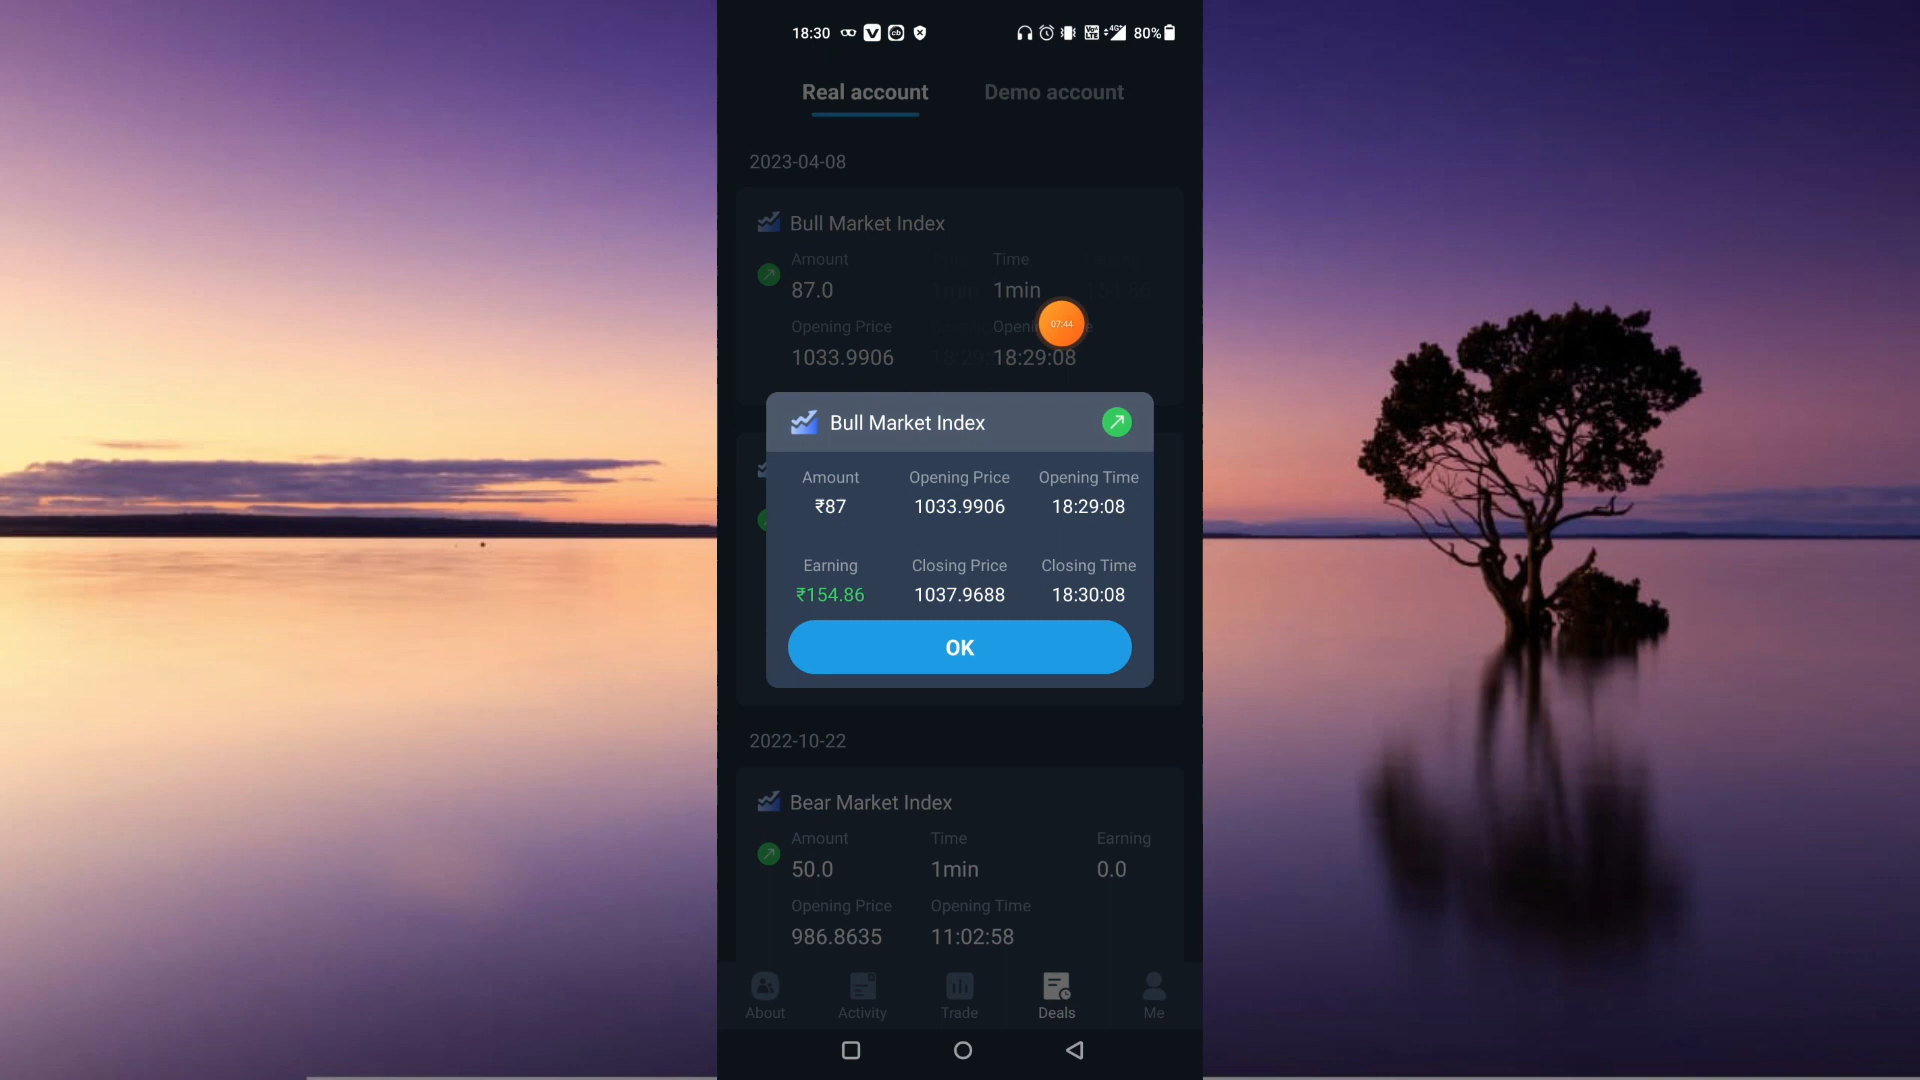 18:30 80%
Real account Demo account
2023-04-08
Bull Market Index
Amount Time
87.0 1min
07:44
Opening Price
1033.9906 18:29:08
Bull Market Index
Amount Opening Price Opening Time
₹87 1033.9906 18:29:08
Earning Closing Price Closing Time
₹154.86 1037.9688 18:30:08
OK
2022-10-22
Bear Market Index
Amount Time Earning
50.0 1min 0.0
Opening Price Opening Time
986.8635 11:02:58
About Activity Trade Deals Me